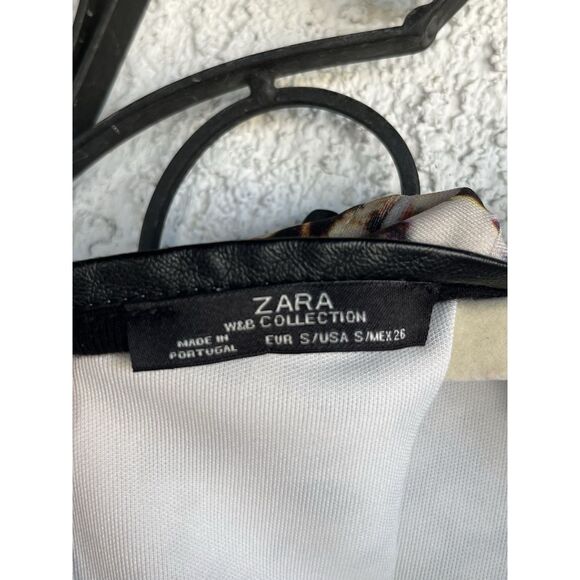 ZARA
W&B COLLECTION
MADE IN
PORTUGAL
EUR S/USA S/MEX 26